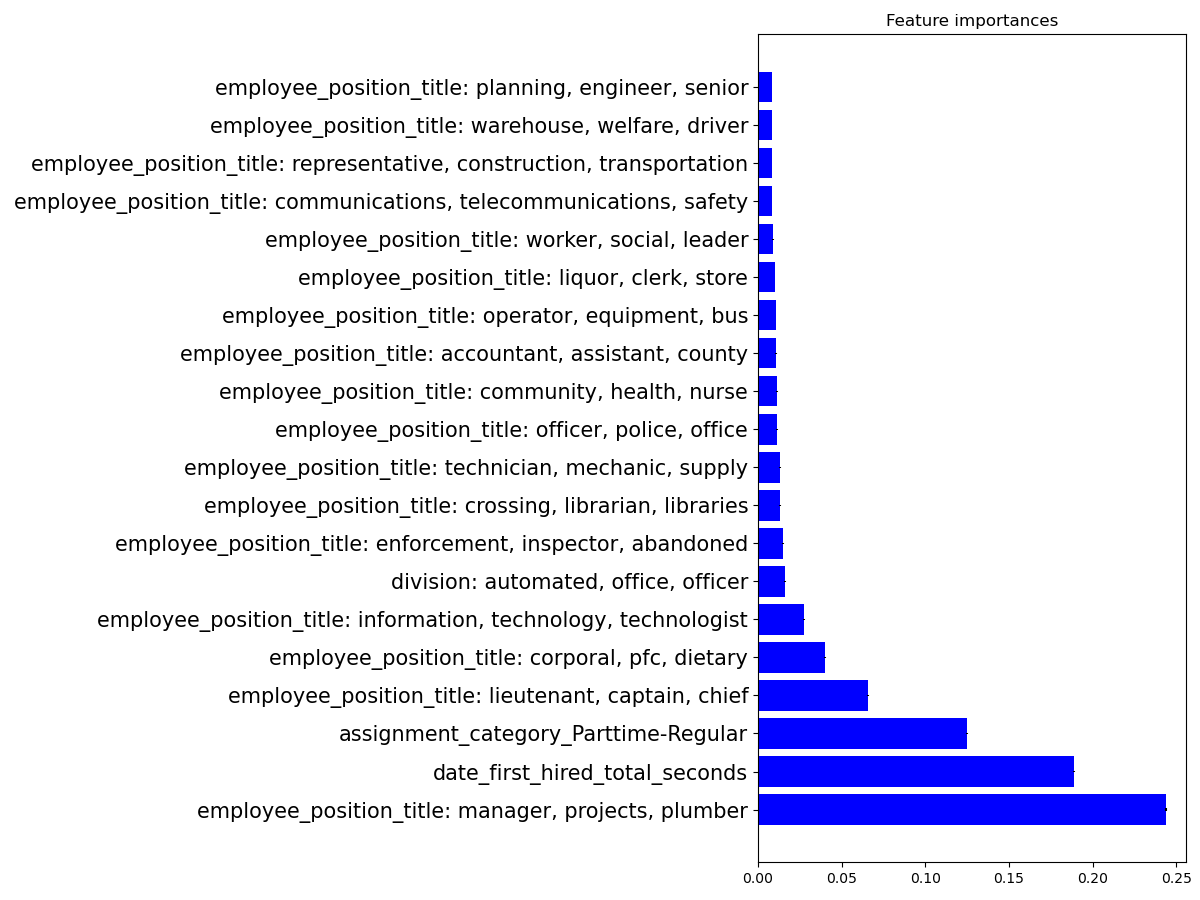 Feature importances
employee_position_title: planning, engineer, senior
employee_position_title: warehouse, welfare, driver
employee_position_title: representative, construction, transportation
employee_position_title: communications, telecommunications, safety
employee_position_title: worker, social, leader
employee_position_title: liquor, clerk, store
employee_position_title: operator, equipment, bus
employee_position_title: accountant, assistant, county
employee_position_title: community, health, nurse
employee_position_title: officer, police, office
employee_position_title: technician, mechanic, supply
employee_position_title: crossing, librarian, libraries
employee_position_title: enforcement, inspector, abandoned
division: automated, office, officer
employee_position_title: information, technology, technologist
employee_position_title: corporal, pfc, dietary
employee_position_title: lieutenant, captain, chief
assignment_category_Parttime-Regular
date_first_hired_total_seconds
employee_position_title: manager, projects, plumber
0.00 0.05 0.10 0.15 0.20 0.25